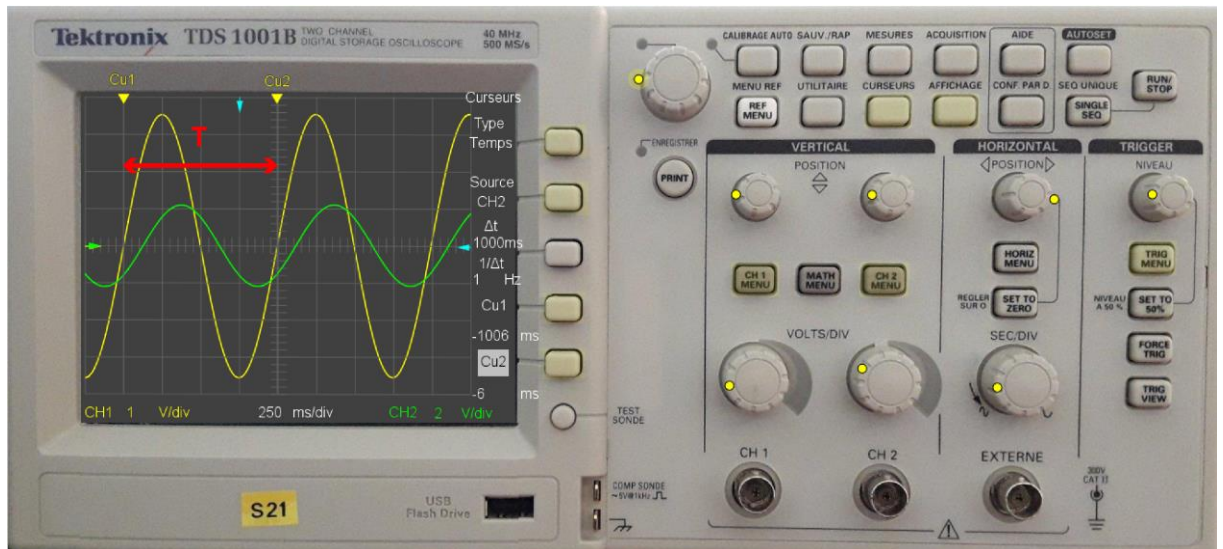 Tektronix TDS 1001B TWO CHANNEL DIGITAL STORAGE OSCILLOSCOPE 40 MHz 500 MS/s
Cu1 Cu2
T
Curseurs
Type
Temps
Source
CH2
Δt
1000ms
1/Δt
1 Hz
Cu1
-1006 ms
Cu2
-6 ms
CH1 1 V/div 250 ms/div CH2 2 V/div
S21
USB
Flash Drive
TEST
SONDE
COMP SONDE
~5V@1kHz
CALIBRAGE AUTO SAUV./RAP MESURES ACQUISITION AIDE AUTOSET
MENU REF UTILITAIRE CURSEURS AFFICHAGE CONF. PAR D. SEQ UNIQUE
RUN/
STOP
REF
MENU
SINGLE
SEQ
ENREGISTRER
PRINT
VERTICAL HORIZONTAL TRIGGER
POSITION POSITION NIVEAU
CH 1
MENU
MATH
MENU
CH 2
MENU
HORIZ
MENU
TRIG
MENU
REGLER
SUR 0
SET TO
ZERO
NIVEAU
A 50 %
SET TO
50%
VOLTS/DIV SEC/DIV
FORCE
TRIG
TRIG
VIEW
CH 1 CH 2 EXTERNE
300V
CAT II